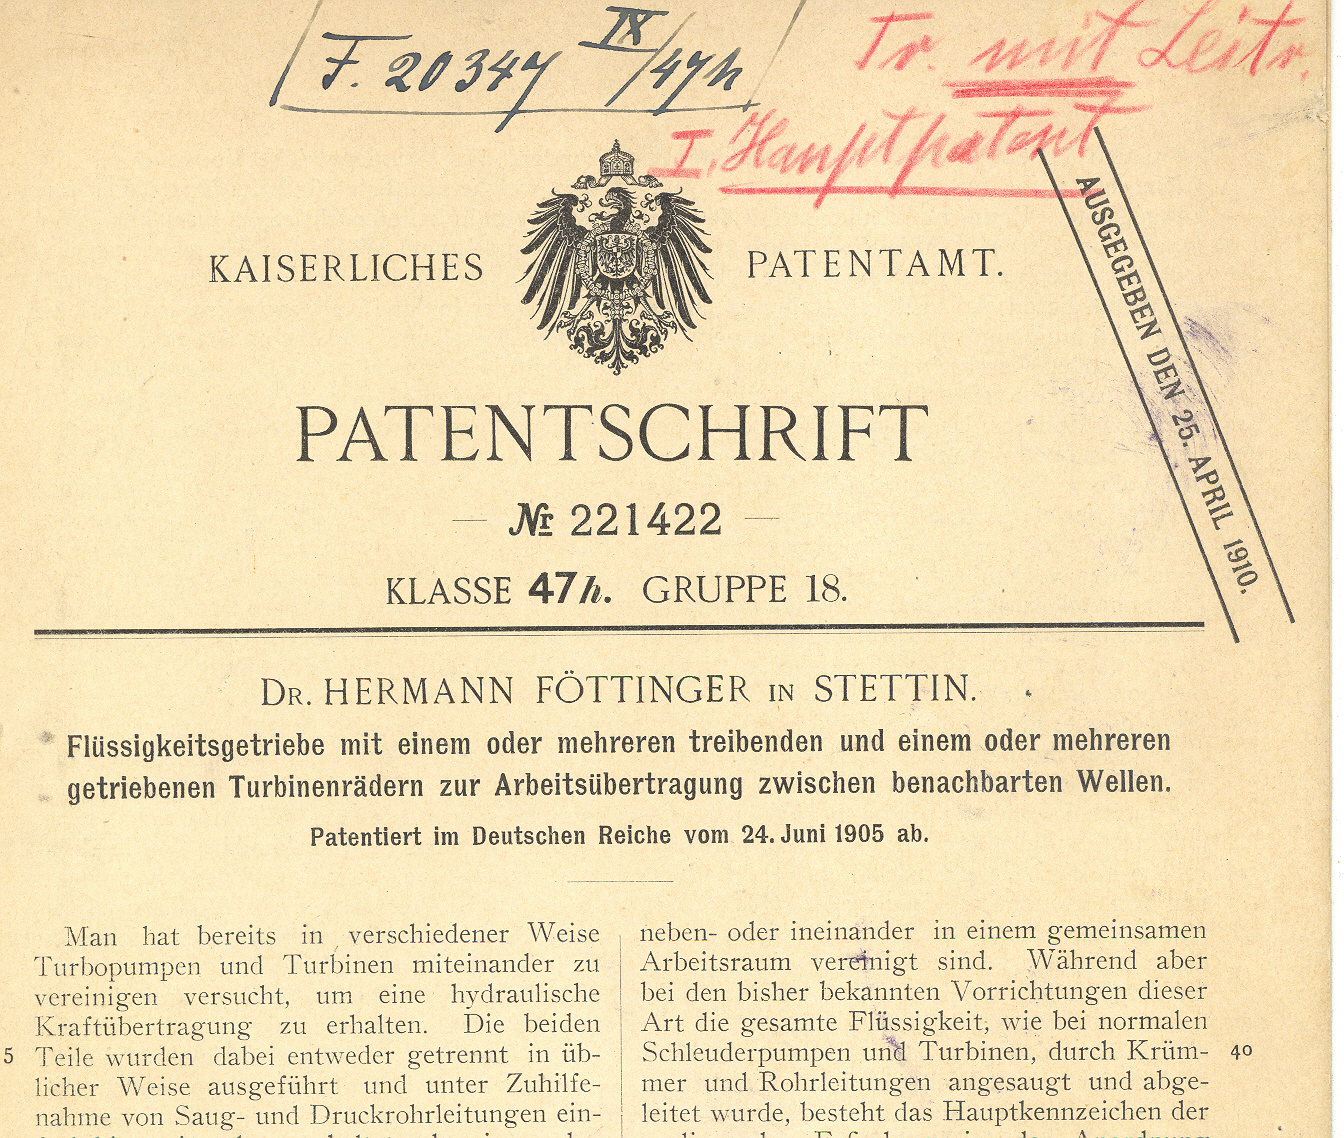 F. 20347 IX/47h
Tr. mit Leitr.
I. Hauptpatent
KAISERLICHES PATENTAMT.
AUSGEGEBEN DEN 25. APRIL 1910.
PATENTSCHRIFT
— № 221422 —
KLASSE 47h. GRUPPE 18.
DR. HERMANN FÖTTINGER IN STETTIN.
Flüssigkeitsgetriebe mit einem oder mehreren treibenden und einem oder mehreren
getriebenen Turbinenrädern zur Arbeitsübertragung zwischen benachbarten Wellen.
Patentiert im Deutschen Reiche vom 24. Juni 1905 ab.
Man hat bereits in verschiedener Weise
Turbopumpen und Turbinen miteinander zu
vereinigen versucht, um eine hydraulische
Kraftübertragung zu erhalten. Die beiden
5 Teile wurden dabei entweder getrennt in üb-
licher Weise ausgeführt und unter Zuhilfe-
nahme von Saug- und Druckrohrleitungen ein-
neben- oder ineinander in einem gemeinsamen
Arbeitsraum vereinigt sind. Während aber
bei den bisher bekannten Vorrichtungen dieser
Art die gesamte Flüssigkeit, wie bei normalen
Schleuderpumpen und Turbinen, durch Krüm- 40
mer und Rohrleitungen angesaugt und abge-
leitet wurde, besteht das Hauptkennzeichen der